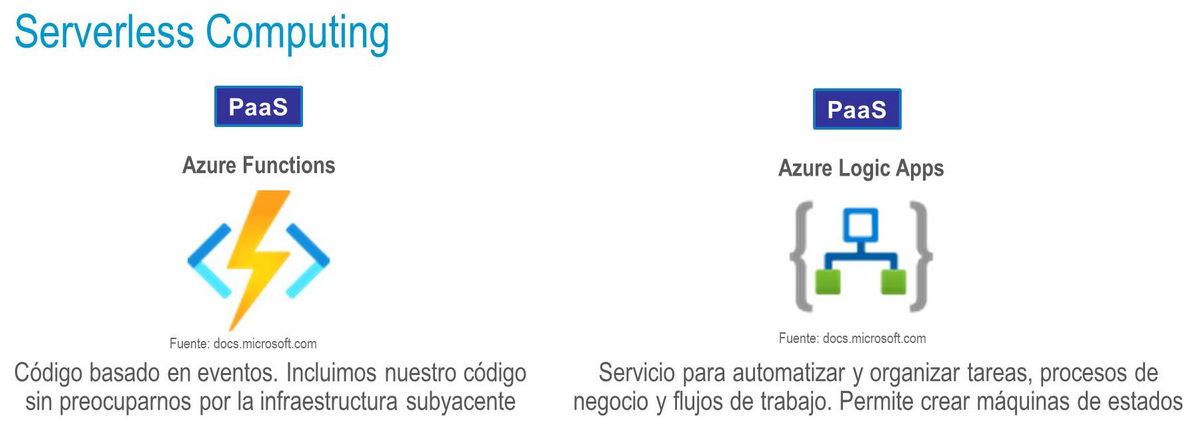 Serverless Computing
PaaS
Azure Functions
Fuente: docs.microsoft.com
Código basado en eventos. Incluimos nuestro código
sin preocuparnos por la infraestructura subyacente
PaaS
Azure Logic Apps
Fuente: docs.microsoft.com
Servicio para automatizar y organizar tareas, procesos de
negocio y flujos de trabajo. Permite crear máquinas de estados